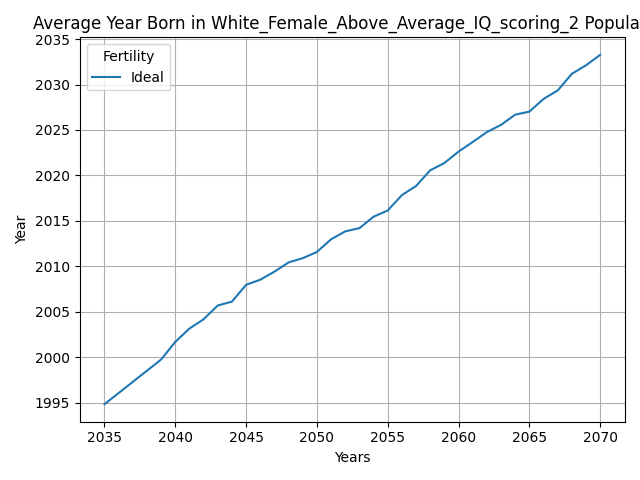 Average Year Born in White_Female_Above_Average_IQ_scoring_2 Popula
2035
2030
2025
2020
2015
2010
2005
2000
1995
Year
Fertility
Ideal
2035 2040 2045 2050 2055 2060 2065 2070
Years